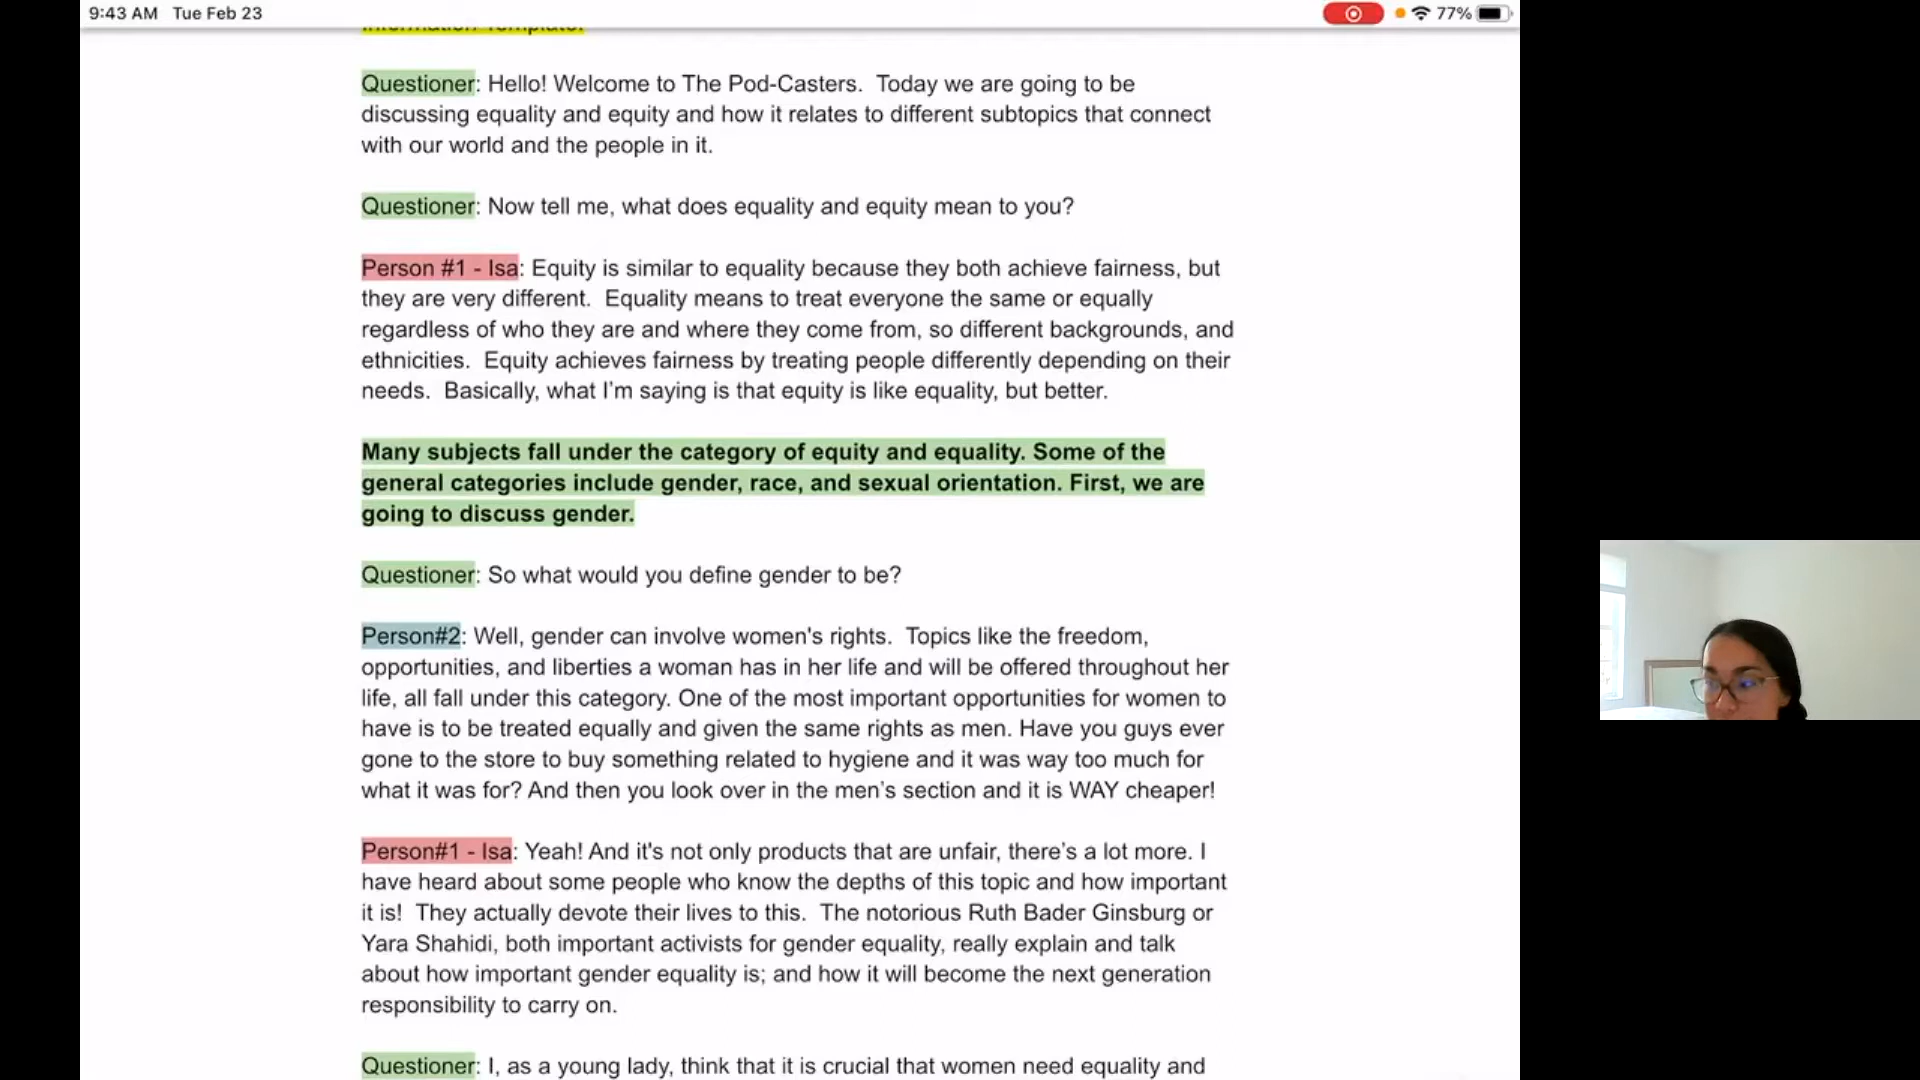 9:43 AM Tue Feb 23
77%
Information Template:
Questioner: Hello! Welcome to The Pod-Casters. Today we are going to be
discussing equality and equity and how it relates to different subtopics that connect
with our world and the people in it.
Questioner: Now tell me, what does equality and equity mean to you?
Person #1 - Isa: Equity is similar to equality because they both achieve fairness, but
they are very different. Equality means to treat everyone the same or equally
regardless of who they are and where they come from, so different backgrounds, and
ethnicities. Equity achieves fairness by treating people differently depending on their
needs. Basically, what I'm saying is that equity is like equality, but better.
Many subjects fall under the category of equity and equality. Some of the
general categories include gender, race, and sexual orientation. First, we are
going to discuss gender.
Questioner: So what would you define gender to be?
Person#2: Well, gender can involve women's rights. Topics like the freedom,
opportunities, and liberties a woman has in her life and will be offered throughout her
life, all fall under this category. One of the most important opportunities for women to
have is to be treated equally and given the same rights as men. Have you guys ever
gone to the store to buy something related to hygiene and it was way too much for
what it was for? And then you look over in the men's section and it is WAY cheaper!
Person#1 - Isa: Yeah! And it's not only products that are unfair, there's a lot more. I
have heard about some people who know the depths of this topic and how important
it is! They actually devote their lives to this. The notorious Ruth Bader Ginsburg or
Yara Shahidi, both important activists for gender equality, really explain and talk
about how important gender equality is; and how it will become the next generation
responsibility to carry on.
Questioner: I, as a young lady, think that it is crucial that women need equality and